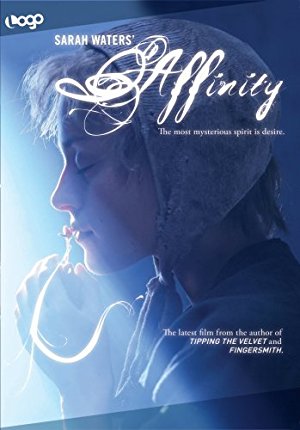 Logo
SARAH WATERS'
Affinity
The most mysterious spirit is desire.
The latest film from the author of
TIPPING THE VELVET and
FINGERSMITH.